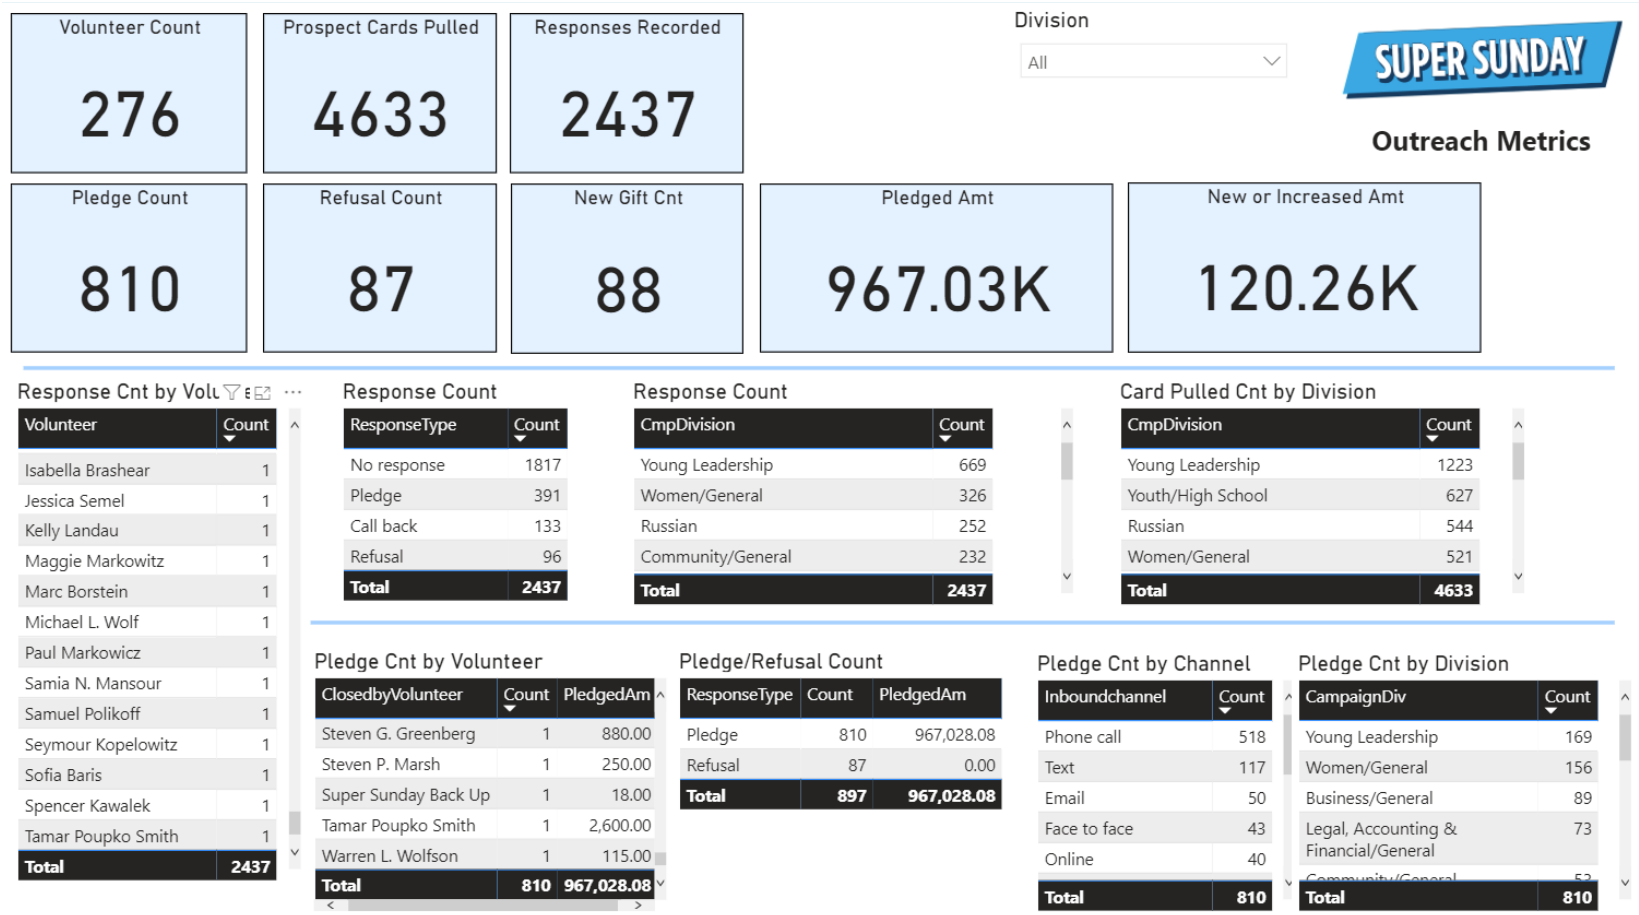 Volunteer Count
276
Prospect Cards Pulled
4633
Responses Recorded
2437
Division
All
SUPER SUNDAY
Outreach Metrics
Pledge Count
810
Refusal Count
87
New Gift Cnt
88
Pledged Amt
967.03K
New or Increased Amt
120.26K
Response Cnt by Volu
Volunteer Count
Isabella Brashear 1
Jessica Semel 1
Kelly Landau 1
Maggie Markowitz 1
Marc Borstein 1
Michael L. Wolf 1
Paul Markowicz 1
Samia N. Mansour 1
Samuel Polikoff 1
Seymour Kopelowitz 1
Sofia Baris 1
Spencer Kawalek 1
Tamar Poupko Smith 1
Total 2437
Response Count
ResponseType Count
No response 1817
Pledge 391
Call back 133
Refusal 96
Total 2437
Response Count
CmpDivision Count
Young Leadership 669
Women/General 326
Russian 252
Community/General 232
Total 2437
Card Pulled Cnt by Division
CmpDivision Count
Young Leadership 1223
Youth/High School 627
Russian 544
Women/General 521
Total 4633
Pledge Cnt by Volunteer
ClosedbyVolunteer Count PledgedAm
Steven G. Greenberg 1 880.00
Steven P. Marsh 1 250.00
Super Sunday Back Up 1 18.00
Tamar Poupko Smith 1 2,600.00
Warren L. Wolfson 1 115.00
Total 810 967,028.08
Pledge/Refusal Count
ResponseType Count PledgedAm
Pledge 810 967,028.08
Refusal 87 0.00
Total 897 967,028.08
Pledge Cnt by Channel
Inboundchannel Count
Phone call 518
Text 117
Email 50
Face to face 43
Online 40
Total 810
Pledge Cnt by Division
CampaignDiv Count
Young Leadership 169
Women/General 156
Business/General 89
Legal, Accounting & 73
Financial/General
Community/General 53
Total 810